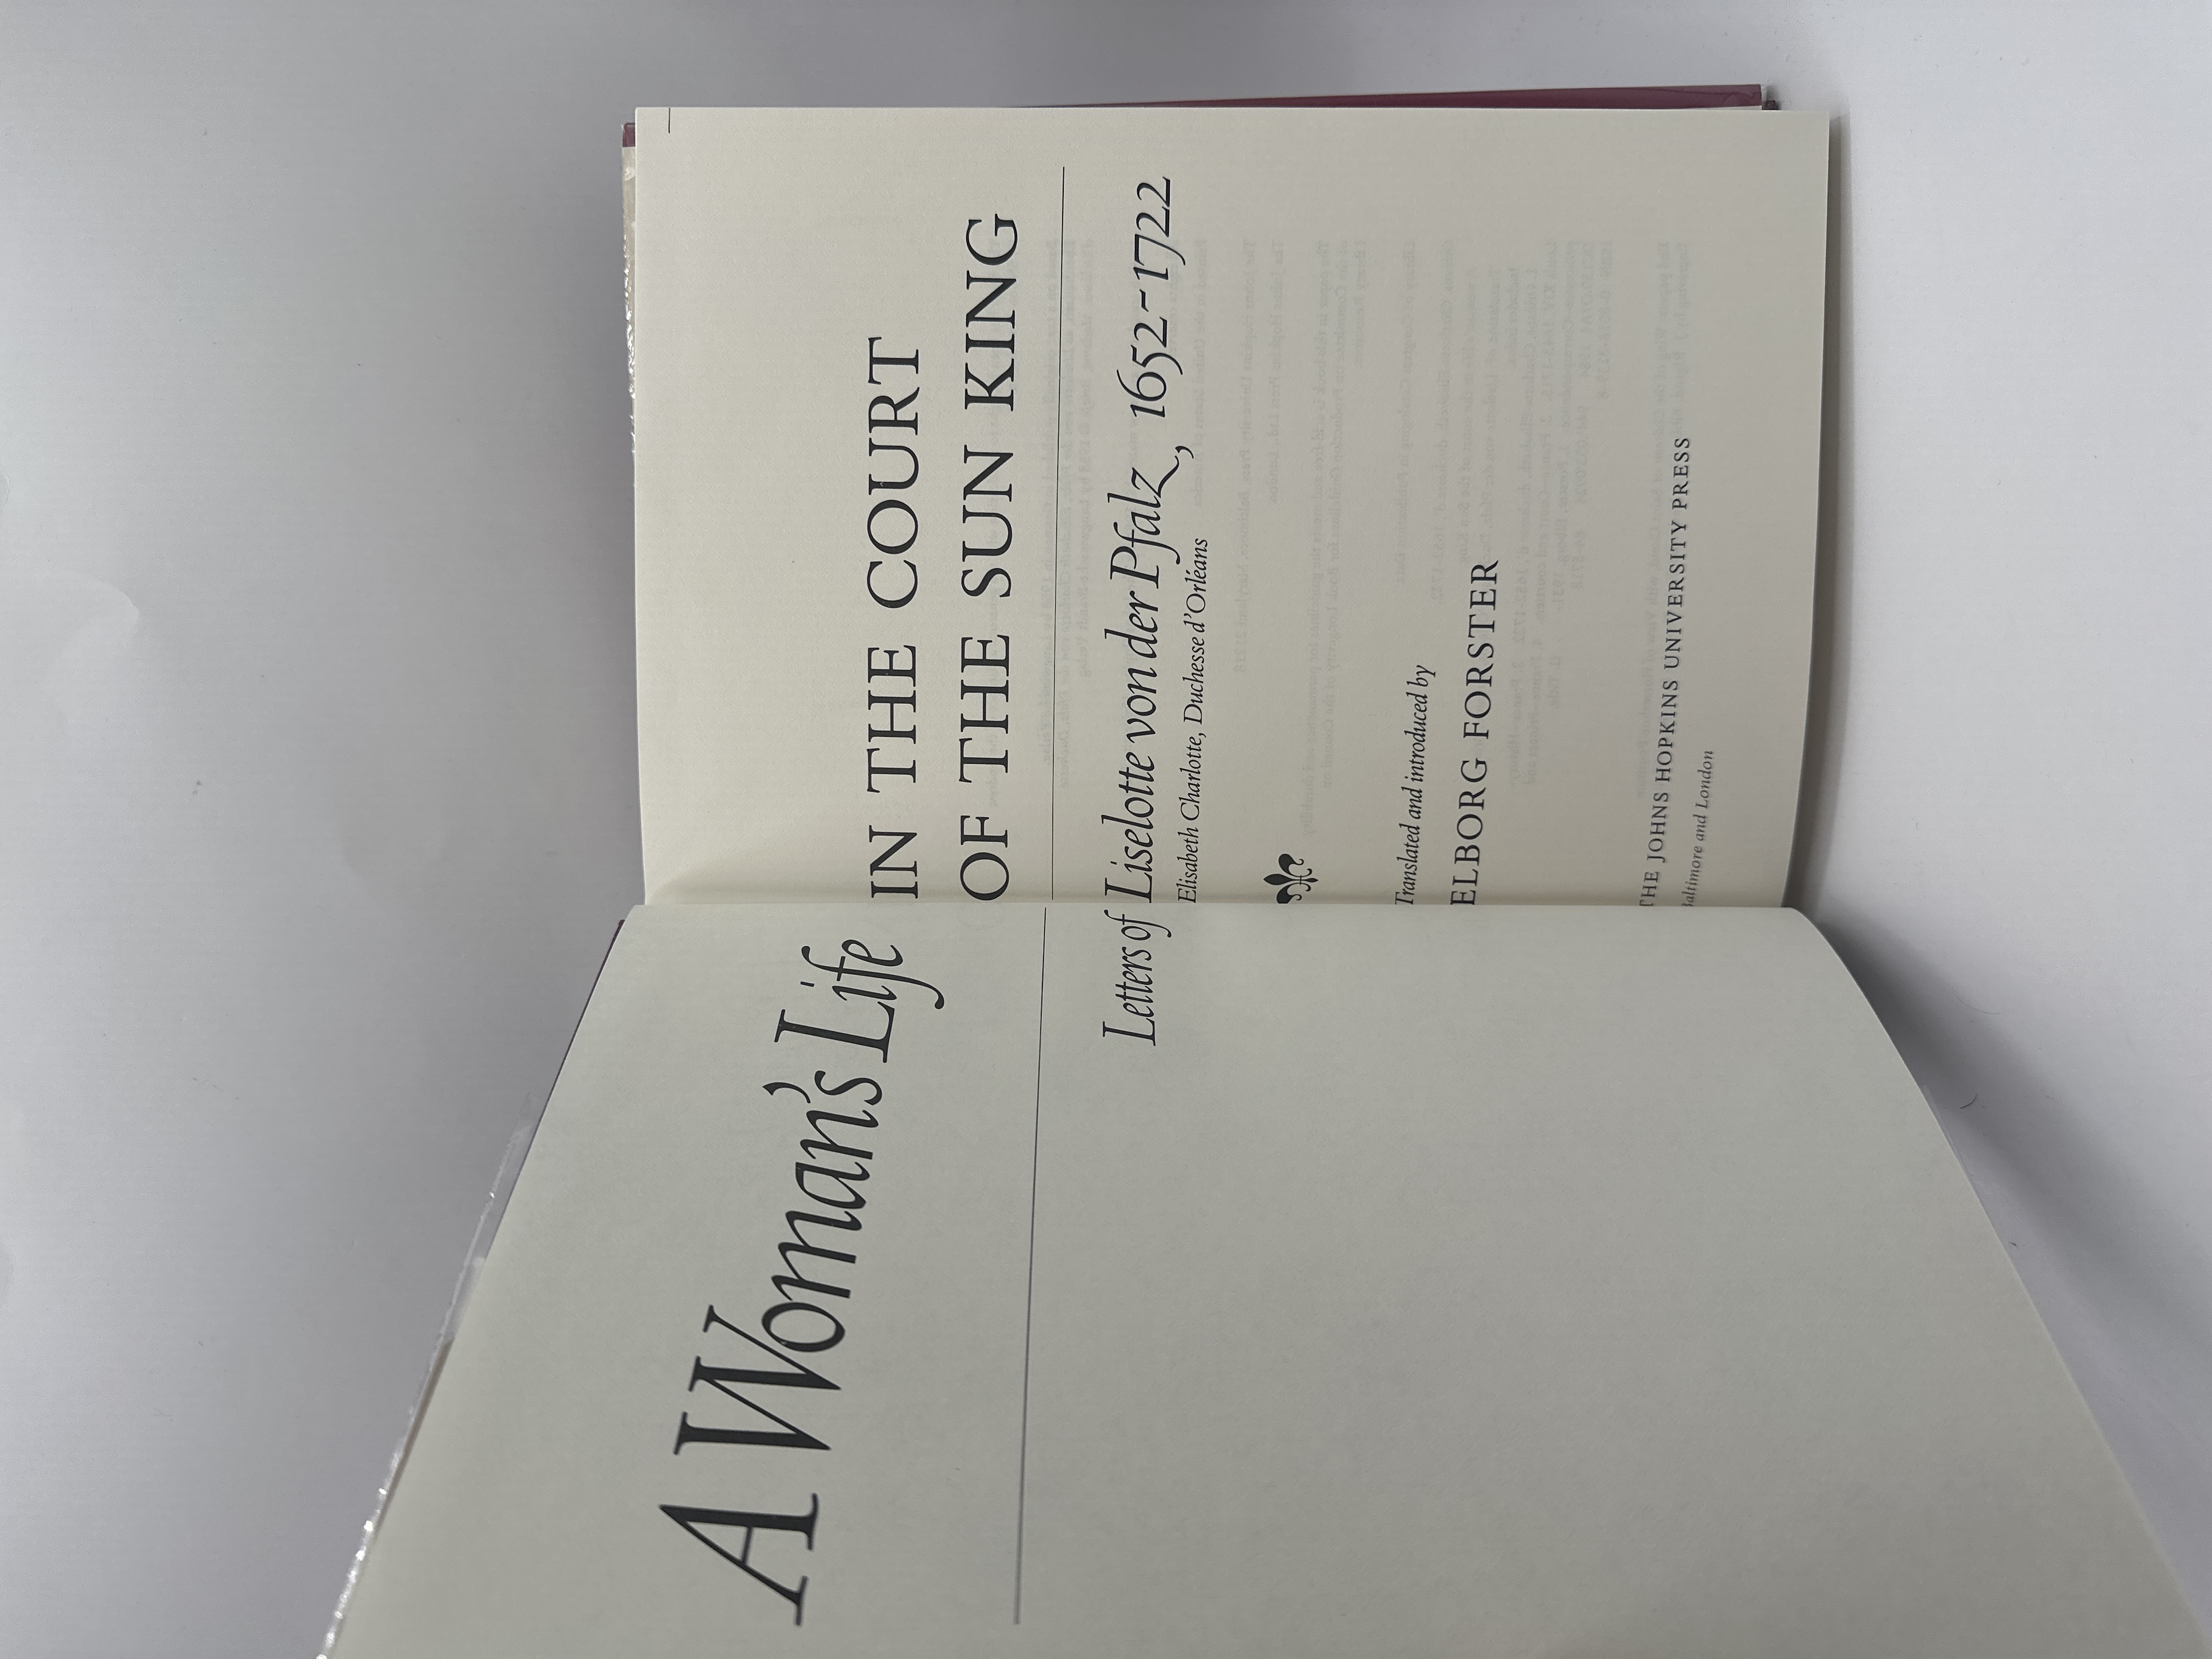 A Woman's Life
IN THE COURT
OF THE SUN KING
Letters of Liselotte von der Pfalz, 1652-1722
Elisabeth Charlotte, Duchesse d'Orléans
Translated and introduced by
ELBORG FORSTER
THE JOHNS HOPKINS UNIVERSITY PRESS
Baltimore and London